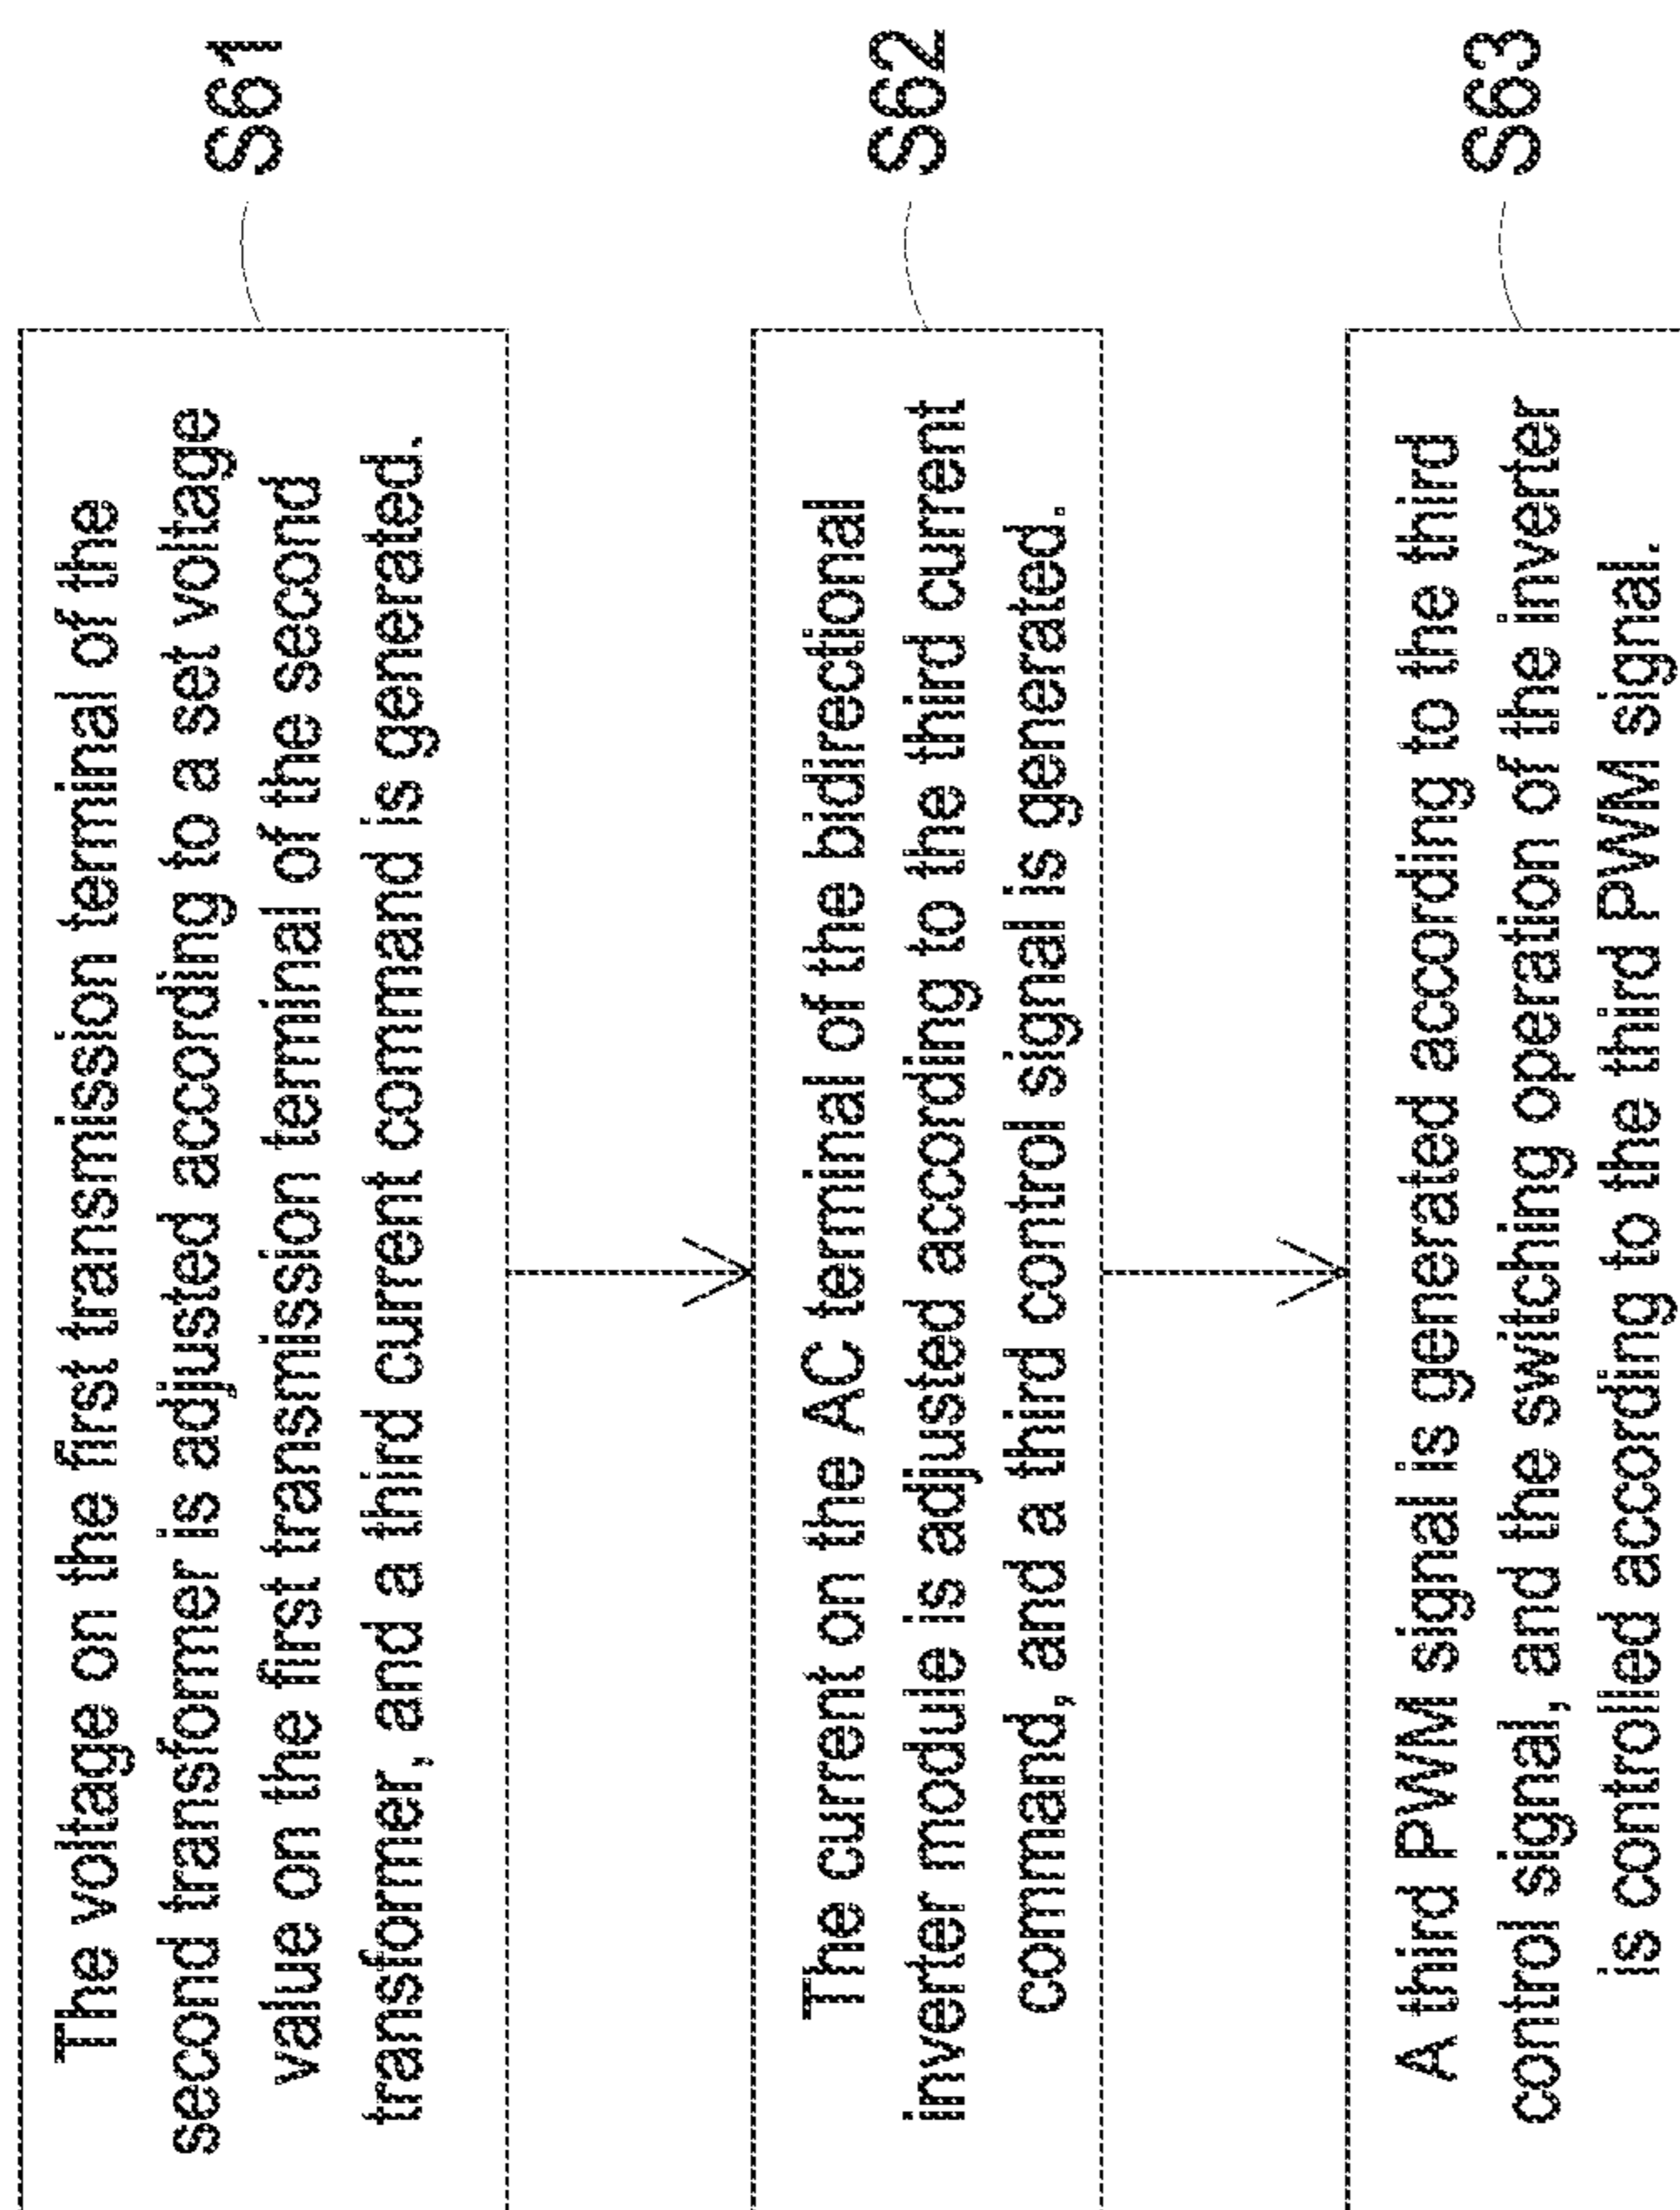 S61
The voltage on the first transmission terminal of the
second transformer is adjusted according to a set voltage
value on the first transmission terminal of the second
transformer, and a third current command is generated.
S62
The current on the AC terminal of the bidirectional
inverter module is adjusted according to the third current
command, and a third control signal is generated.
S63
A third PWM signal is generated according to the third
control signal, and the switching operation of the inverter
is controlled according to the third PWM signal.